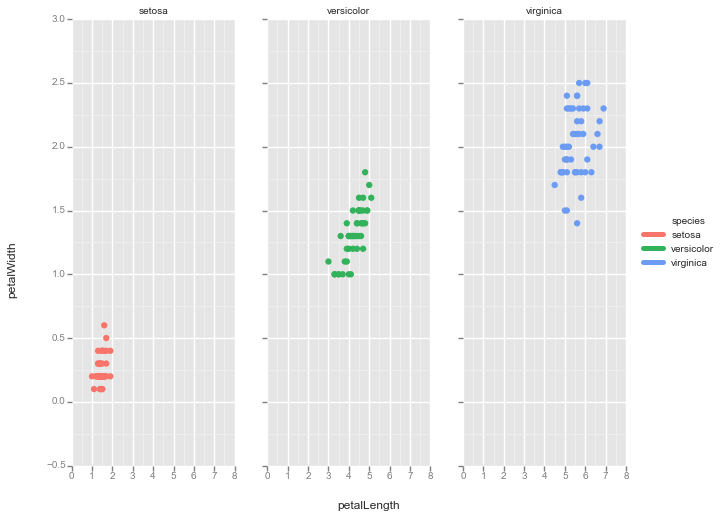 setosa versicolor virginica
3.0
2.5
2.0
1.5
1.0
0.5
0.0
−0.5
petalWidth
0 1 2 3 4 5 6 7 8 0 1 2 3 4 5 6 7 8 0 1 2 3 4 5 6 7 8
petalLength
species
setosa
versicolor
virginica